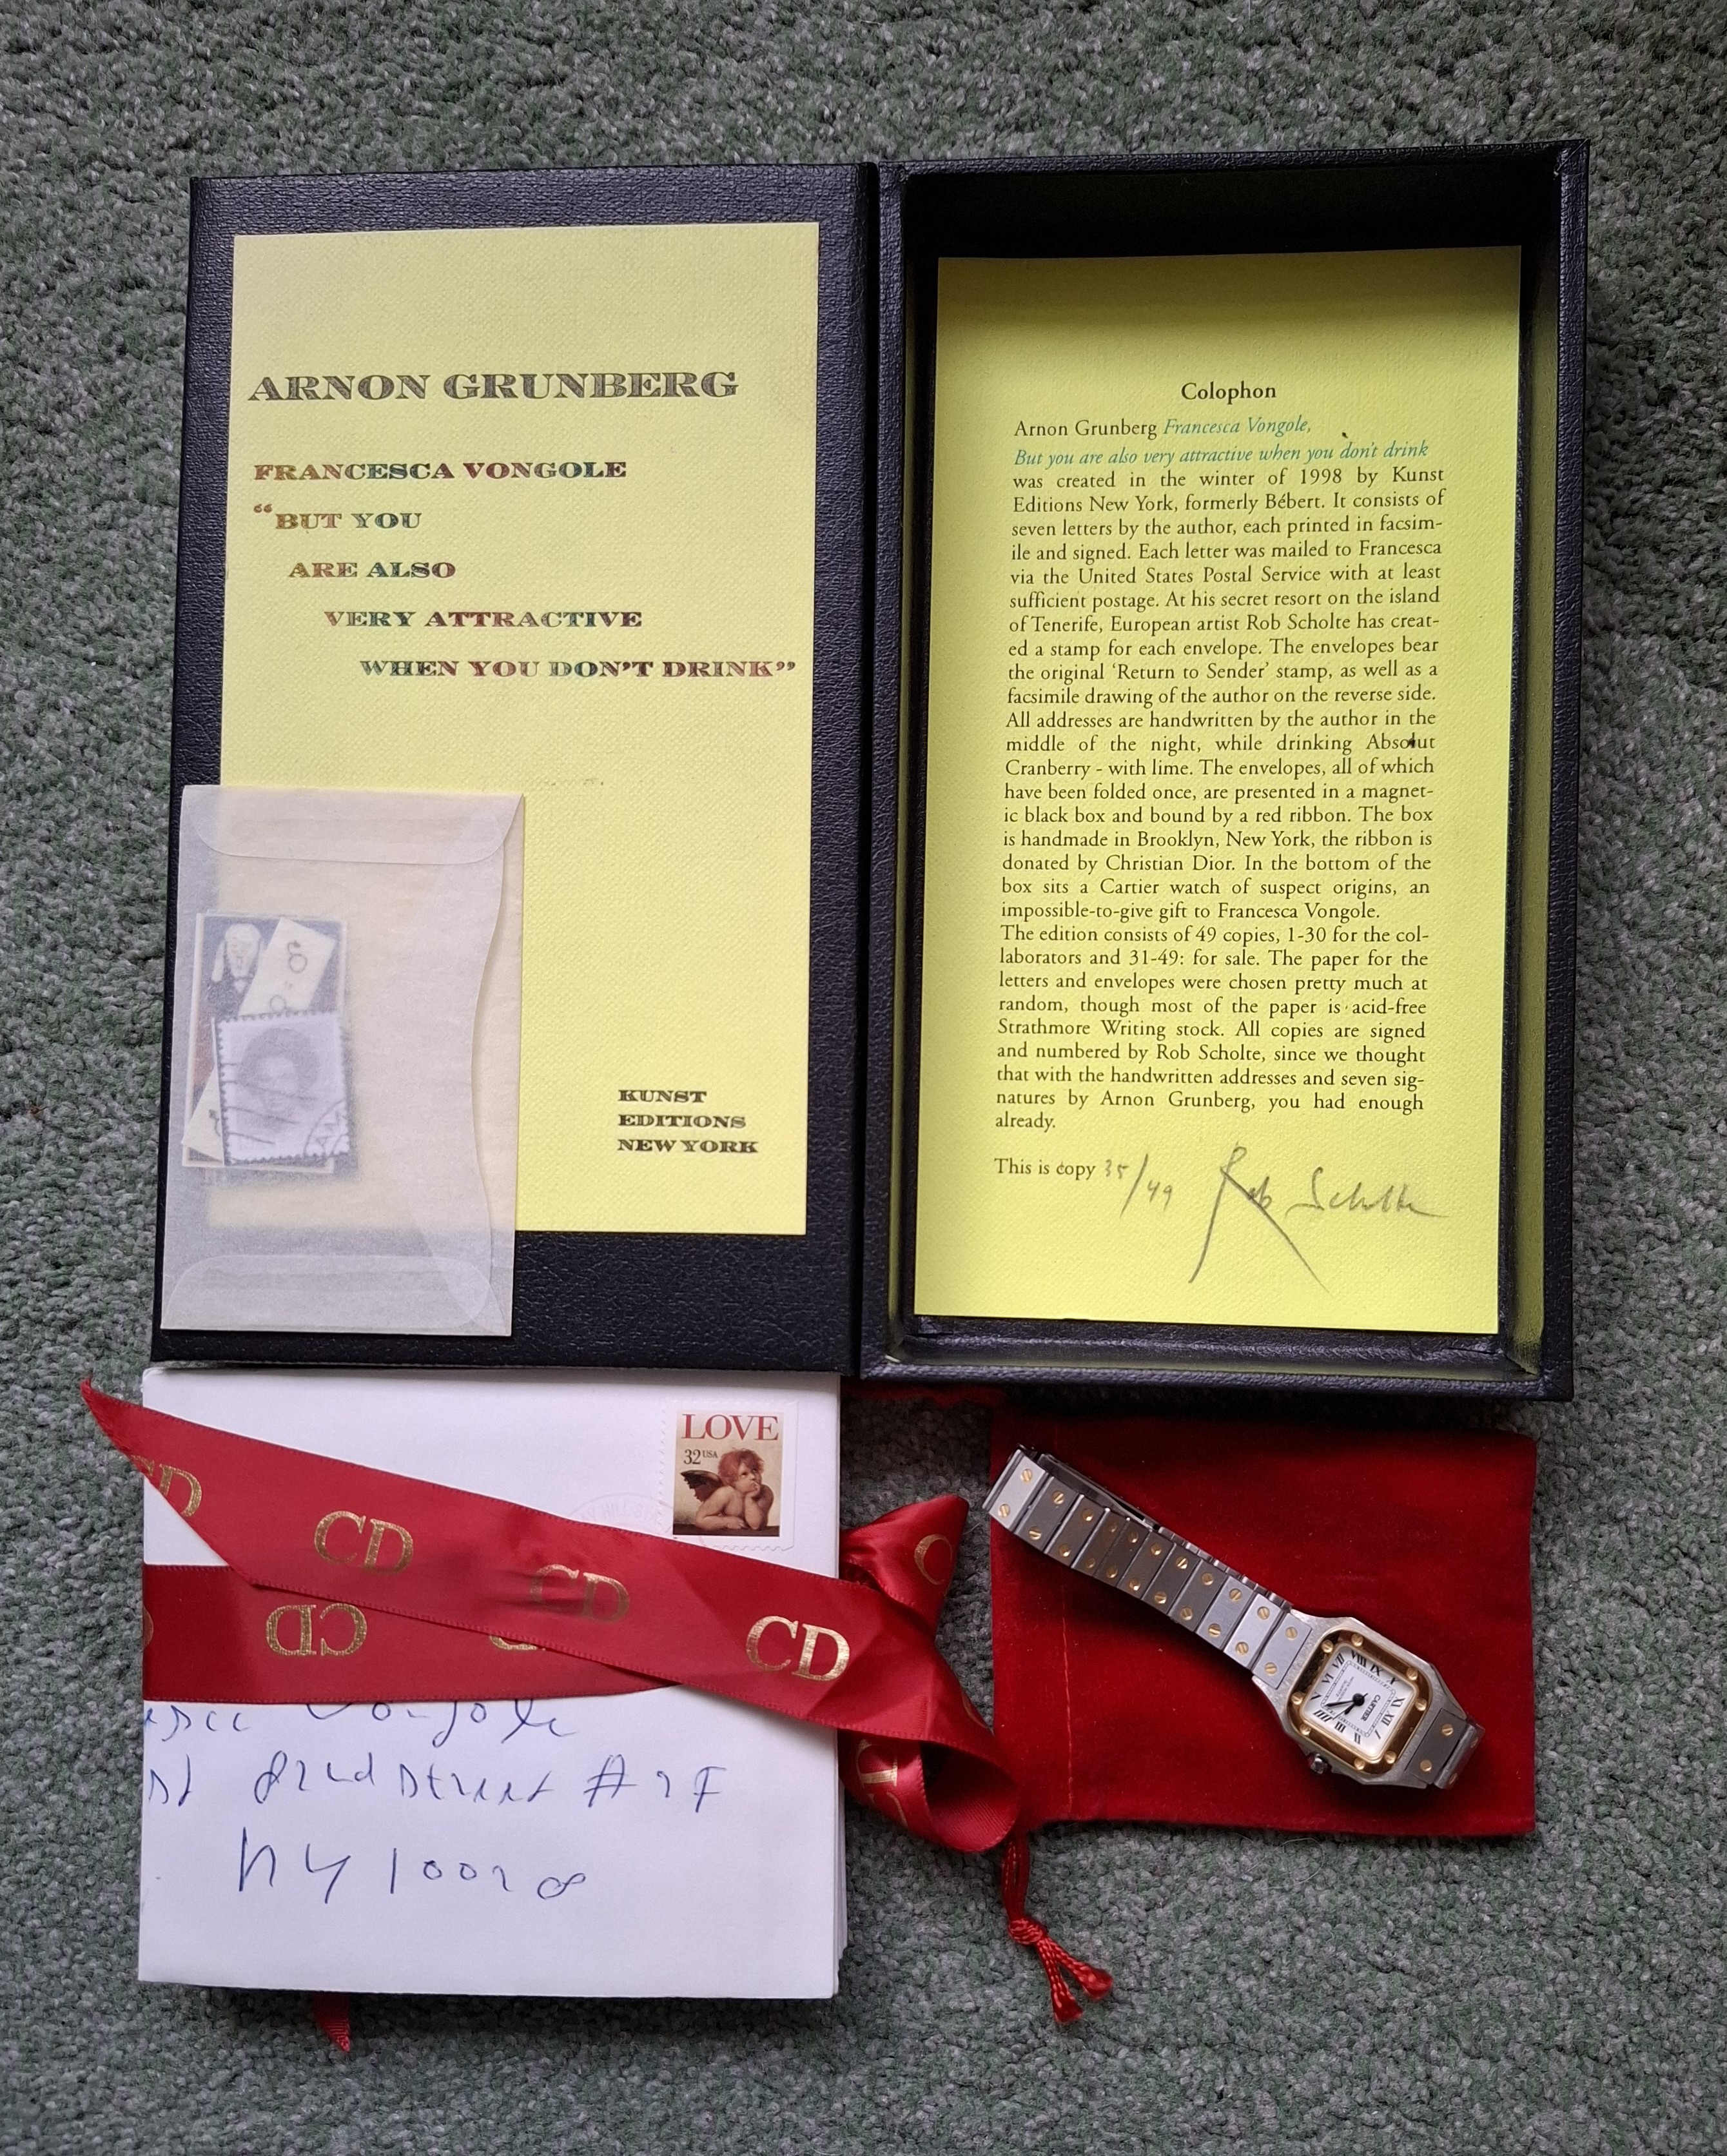 ARNON GRUNBERG
FRANCESCA VONGOLE
“BUT YOU
ARE ALSO
VERY ATTRACTIVE
WHEN YOU DON’T DRINK”
KUNST
EDITIONS
NEW YORK
Colophon
Arnon Grunberg Francesca Vongole,
But you are also very attractive when you don’t drink
was created in the winter of 1998 by Kunst
Editions New York, formerly Bébert. It consists of
seven letters by the author, each printed in facsim-
ile and signed. Each letter was mailed to Francesca
via the United States Postal Service with at least
sufficient postage. At his secret resort on the island
of Tenerife, European artist Rob Scholte has creat-
ed a stamp for each envelope. The envelopes bear
the original ‘Return to Sender’ stamp, as well as a
facsimile drawing of the author on the reverse side.
All addresses are handwritten by the author in the
middle of the night, while drinking Absolut
Cranberry - with lime. The envelopes, all of which
have been folded once, are presented in a magnet-
ic black box and bound by a red ribbon. The box
is handmade in Brooklyn, New York, the ribbon is
donated by Christian Dior. In the bottom of the
box sits a Cartier watch of suspect origins, an
impossible-to-give gift to Francesca Vongole.
The edition consists of 49 copies, 1-30 for the col-
laborators and 31-49: for sale. The paper for the
letters and envelopes were chosen pretty much at
random, though most of the paper is acid-free
Strathmore Writing stock. All copies are signed
and numbered by Rob Scholte, since we thought
that with the handwritten addresses and seven sig-
natures by Arnon Grunberg, you had enough
already.
This is copy 35/49 Rob Scholte
LOVE
32 USA
CD
CD
CD
CD
CD
Vongole
82nd Street #2F
NY 10028
CARTIER